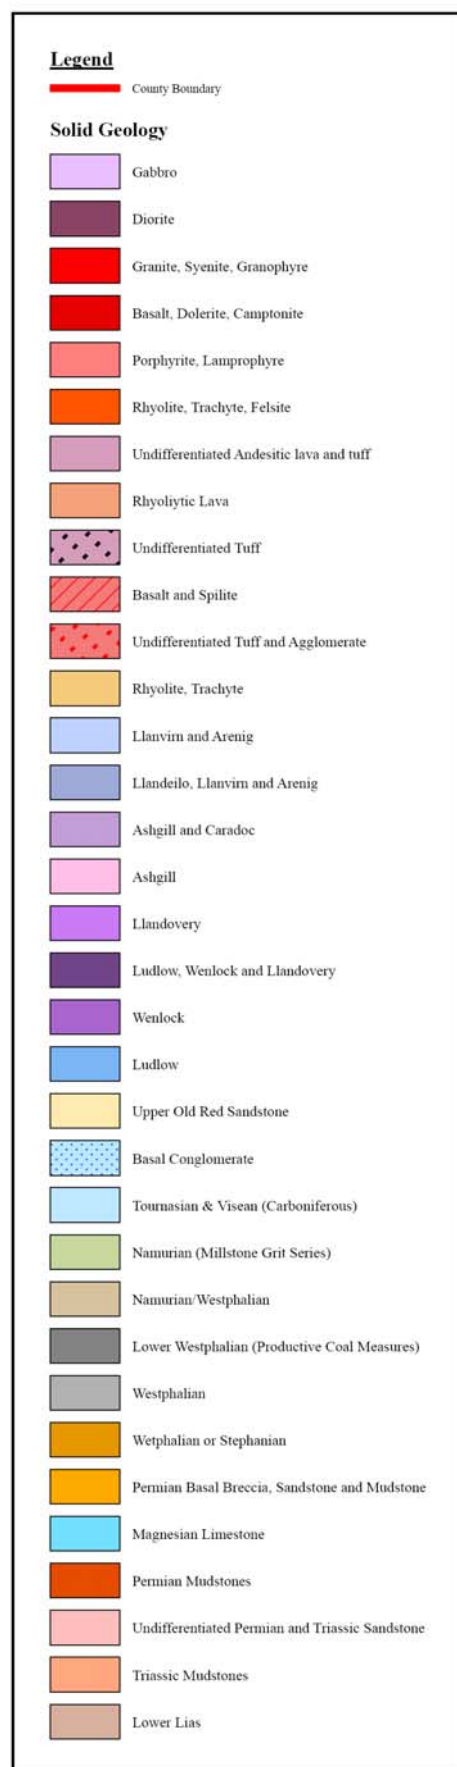 Legend
County Boundary
Solid Geology
Gabbro
Diorite
Granite, Syenite, Granophyre
Basalt, Dolerite, Camptonite
Porphyrite, Lamprophyre
Rhyolite, Trachyte, Felsite
Undifferentiated Andesitic lava and tuff
Rhyoliytic Lava
Undifferentiated Tuff
Basalt and Spilite
Undifferentiated Tuff and Agglomerate
Rhyolite, Trachyte
Llanvirn and Arenig
Llandeilo, Llanvirn and Arenig
Ashgill and Caradoc
Ashgill
Llandovery
Ludlow, Wenlock and Llandovery
Wenlock
Ludlow
Upper Old Red Sandstone
Basal Conglomerate
Tournasian & Visean (Carboniferous)
Namurian (Millstone Grit Series)
Namurian/Westphalian
Lower Westphalian (Productive Coal Measures)
Westphalian
Wetphalian or Stephanian
Permian Basal Breccia, Sandstone and Mudstone
Magnesian Limestone
Permian Mudstones
Undifferentiated Permian and Triassic Sandstone
Triassic Mudstones
Lower Lias